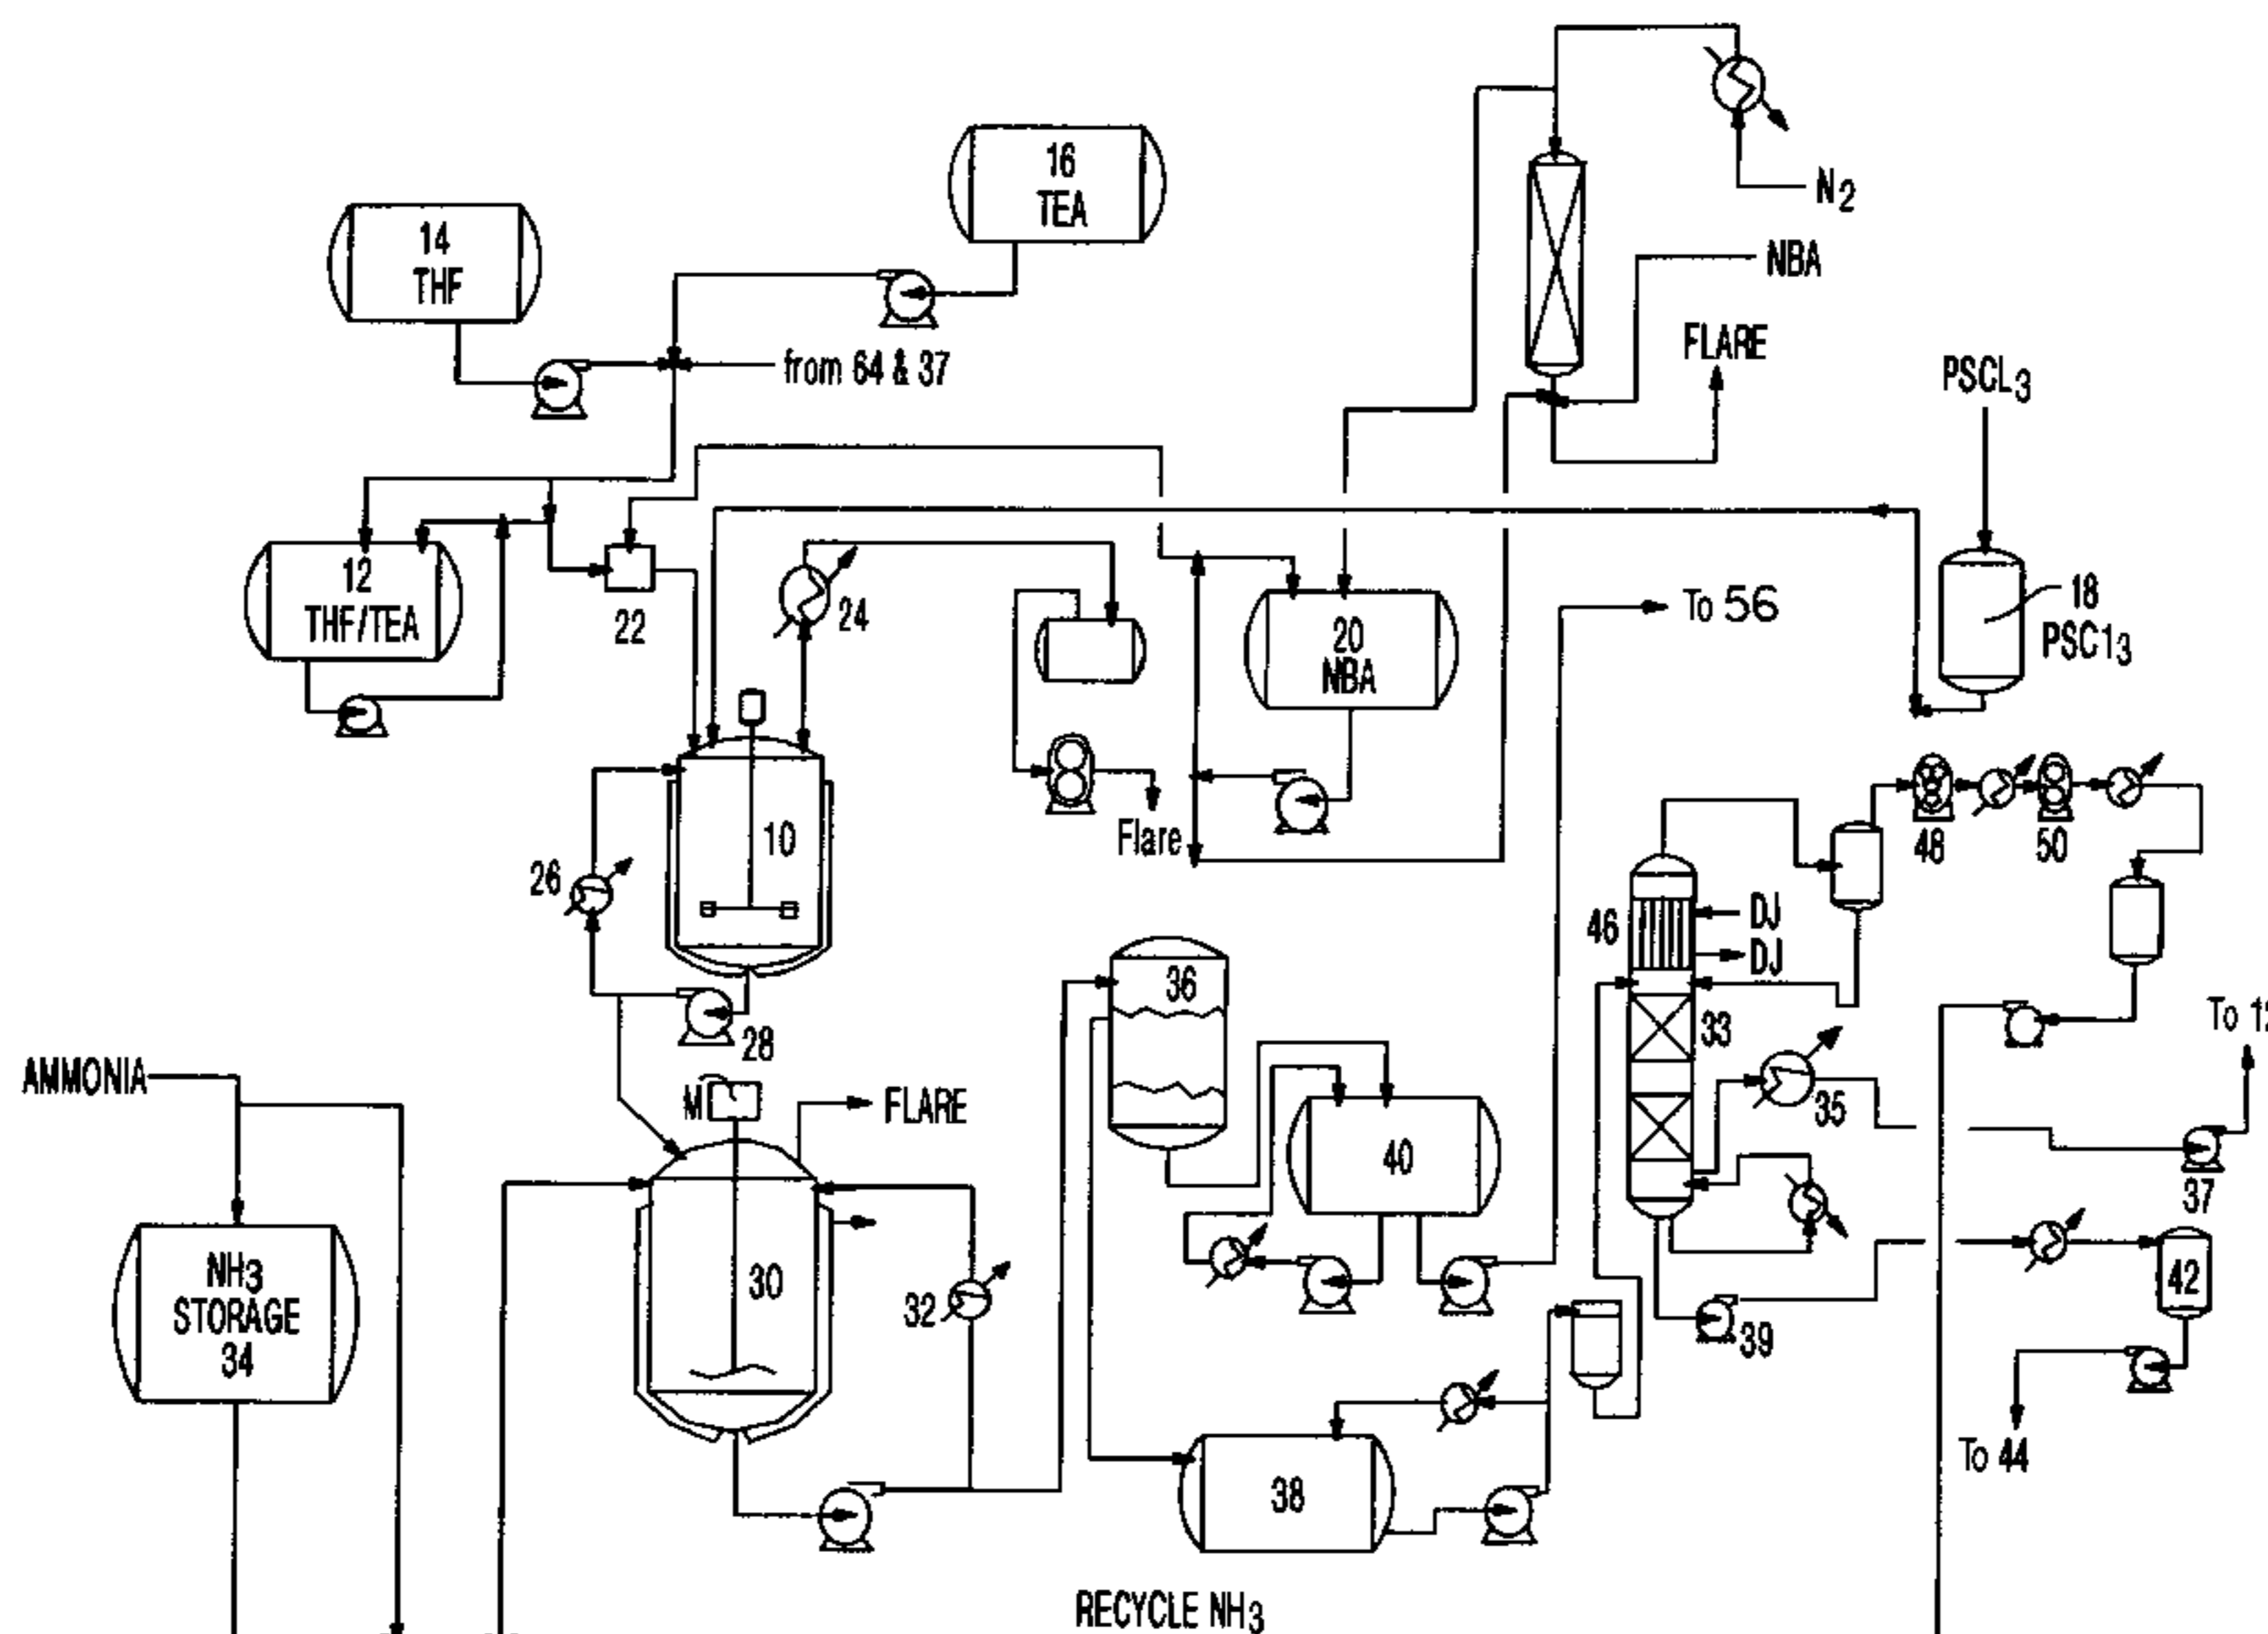 16
TEA
14
THF
N2
NBA
FLARE
from 64 & 37
PSCL3
12
THF/TEA
22
24
20
NBA
To 56
18
PSC13
10
Flare
26
28
48
50
46
DJ
DJ
36
33
To 12
AMMONIA
M
FLARE
35
40
37
NH3
STORAGE
34
30
32
42
39
38
To 44
RECYCLE NH3